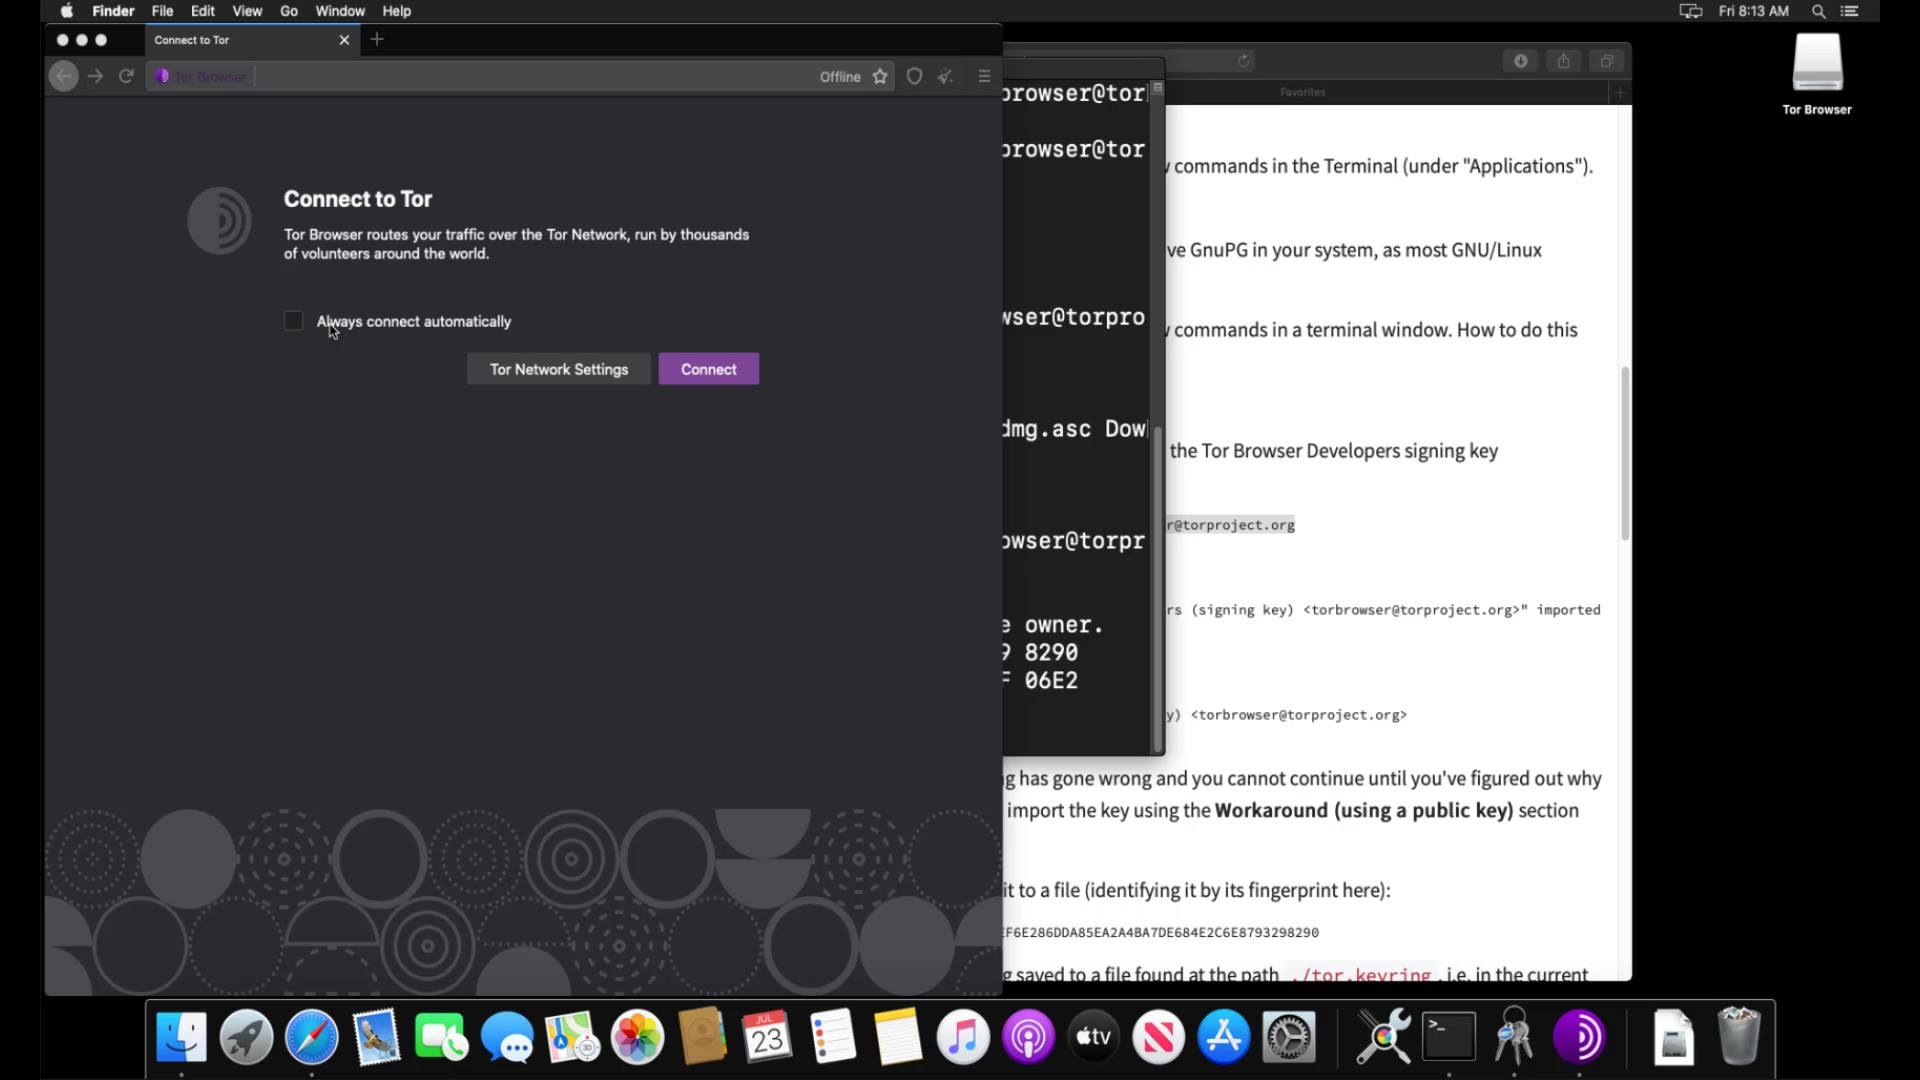 Finder File Edit View Go Window Help
Fri 8:13 AM
Connect to Tor
Tor Browser
Offline
Connect to Tor
Tor Browser routes your traffic over the Tor Network, run by thousands
of volunteers around the world.
Always connect automatically
Tor Network Settings
Connect
browser@tor
browser@tor
wser@torpro
dmg.asc Dow
owser@torpr
e owner.
9 8290
F 06E2
Favorites
commands in the Terminal (under "Applications").
ve GnuPG in your system, as most GNU/Linux
commands in a terminal window. How to do this
the Tor Browser Developers signing key
r@torproject.org
rs (signing key) <torbrowser@torproject.org>" imported
y) <torbrowser@torproject.org>
g has gone wrong and you cannot continue until you've figured out why
import the key using the Workaround (using a public key) section
it to a file (identifying it by its fingerprint here):
EF6E286DDA85EA2A4BA7DE684E2C6E8793298290
g saved to a file found at the path ./tor.keyring, i.e. in the current
Tor Browser
JUL
23
3D
tv
>_